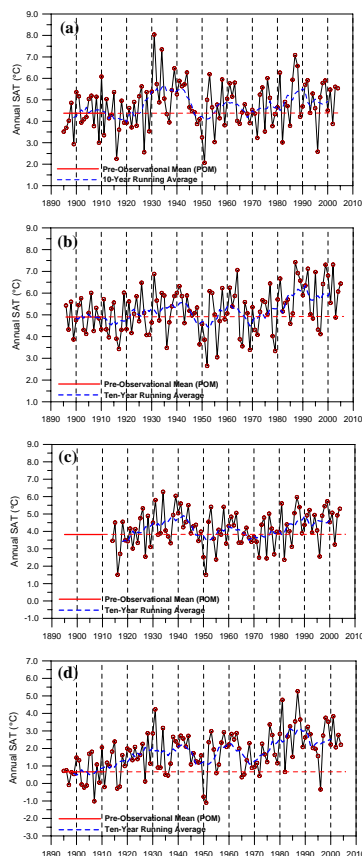 (a)
Annual SAT (°C)
9.0
8.0
7.0
6.0
5.0
4.0
3.0
2.0
1.0
Pre-Observational Mean (POM)
10-Year Running Average
1890 1900 1910 1920 1930 1940 1950 1960 1970 1980 1990 2000 2010
(b)
Annual SAT (°C)
9.0
8.0
7.0
6.0
5.0
4.0
3.0
2.0
1.0
Pre-Observational Mean (POM)
Ten-Year Running Average
1890 1900 1910 1920 1930 1940 1950 1960 1970 1980 1990 2000 2010
(c)
Annual SAT (°C)
9.0
8.0
7.0
6.0
5.0
4.0
3.0
2.0
1.0
0.0
-1.0
Pre-Observational Mean (POM)
Ten-Year Running Average
1890 1900 1910 1920 1930 1940 1950 1960 1970 1980 1990 2000 2010
(d)
Annual SAT (°C)
7.0
6.0
5.0
4.0
3.0
2.0
1.0
0.0
-1.0
-2.0
-3.0
Pre-Observational Mean (POM)
Ten-Year Running Average
1890 1900 1910 1920 1930 1940 1950 1960 1970 1980 1990 2000 2010